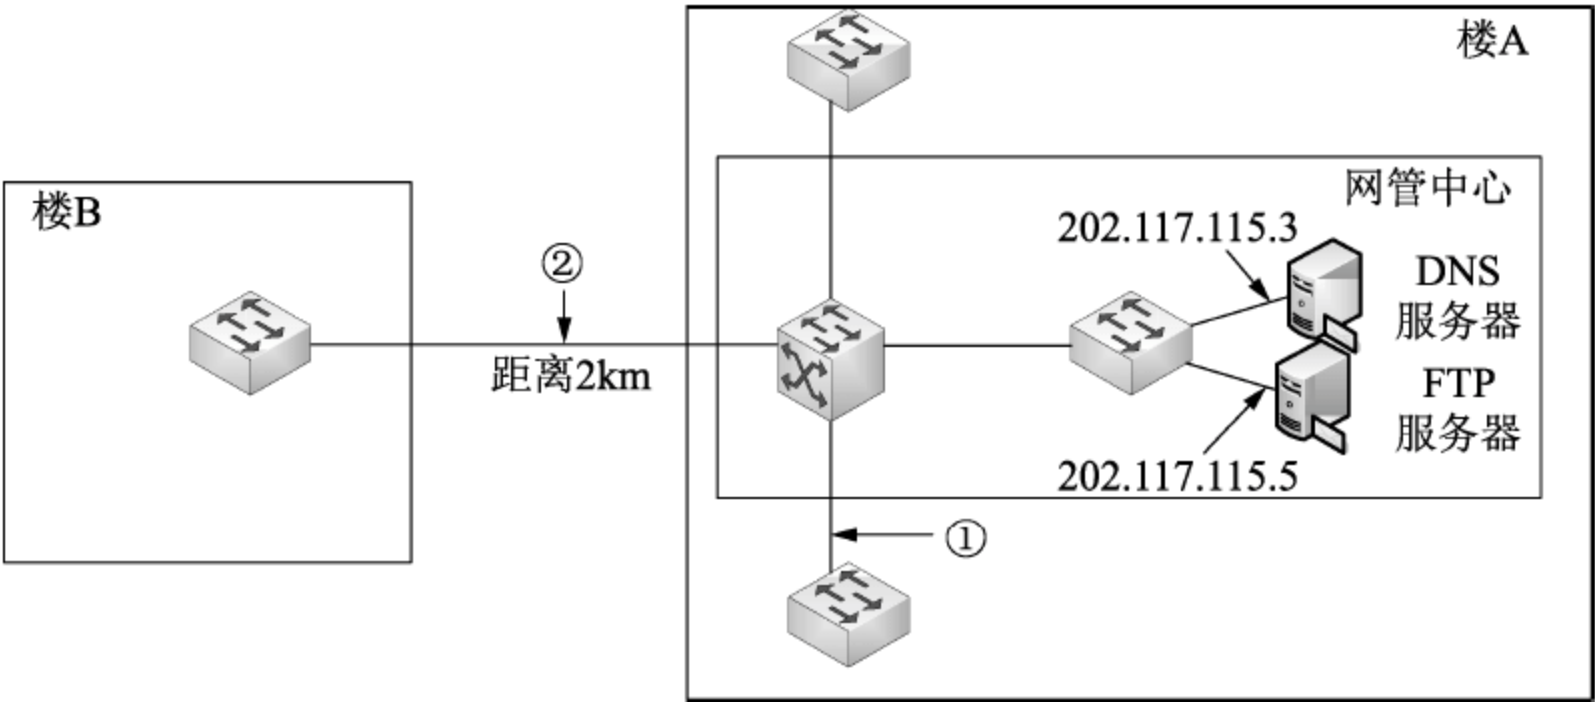 楼A
网管中心
楼B
202.117.115.3
②
DNS
服务器
距离2km
FTP
服务器
202.117.115.5
①